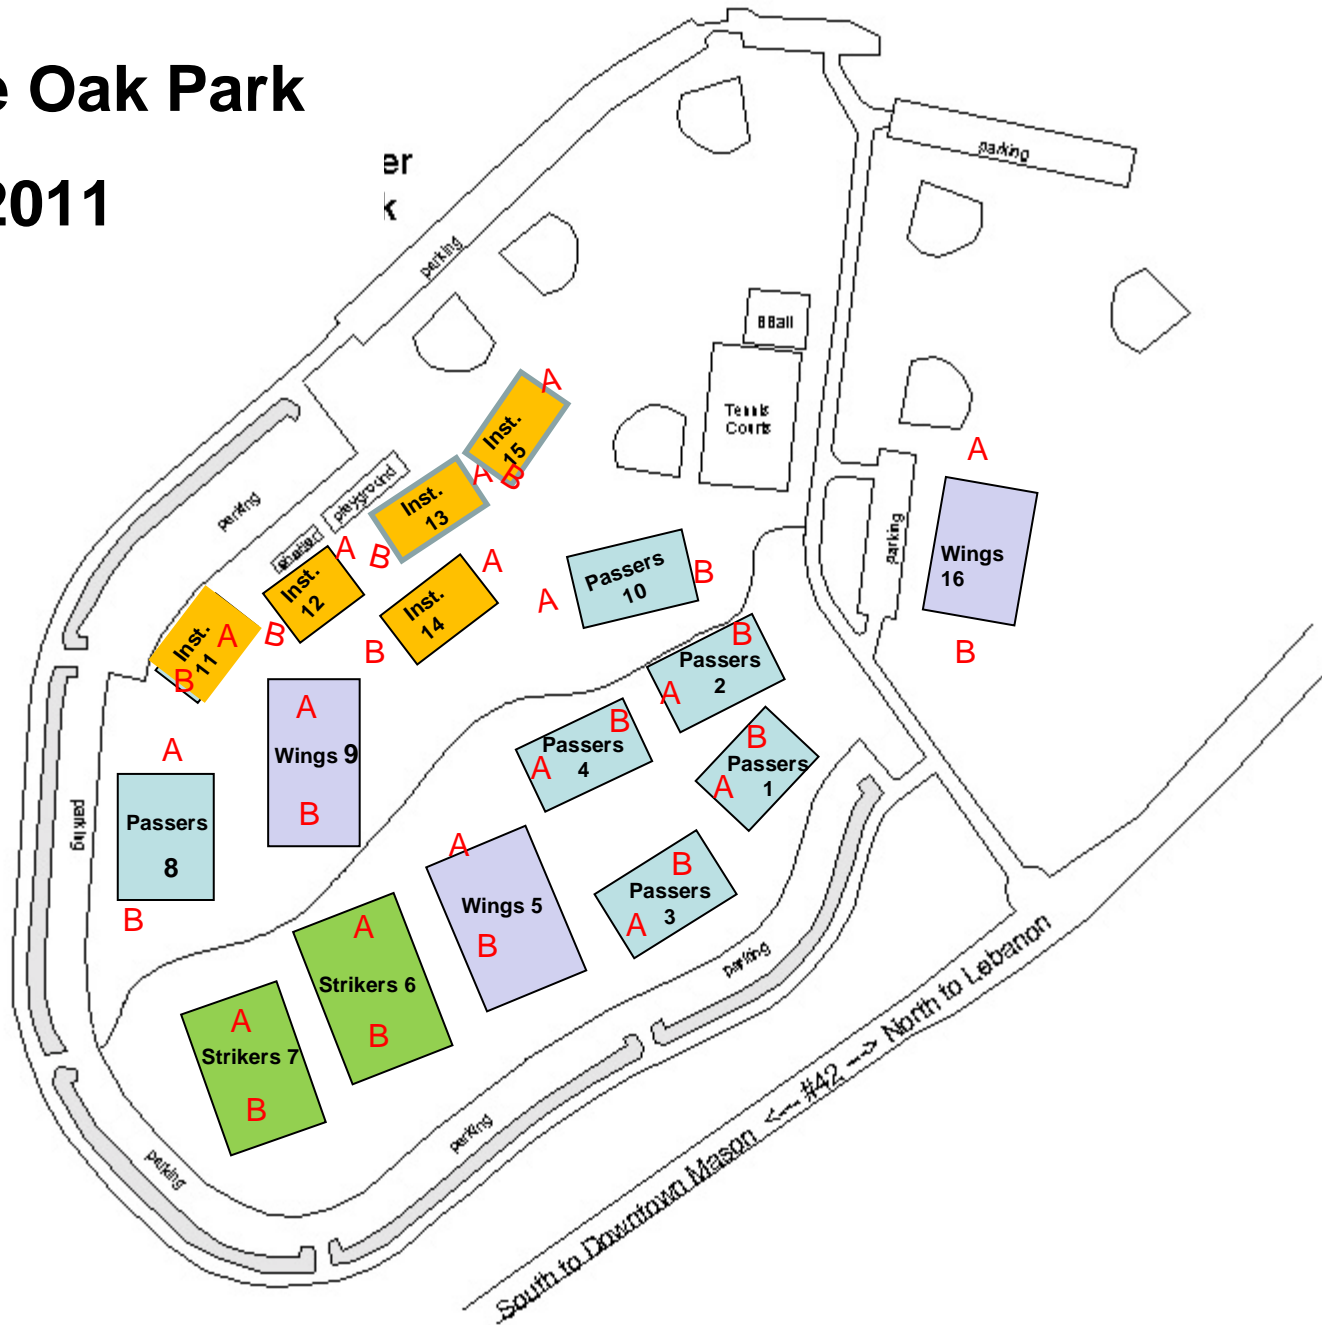 e Oak Park
er
2011
k
parking
parking
BBall
Tennis
Courts
A
Inst.
15
A
B
A
parking
playground
Inst.
13
B
parking
shelter
A
Inst.
12
B
A
Inst.
14
B
Passers
10
A
B
Wings
16
B
Inst.
11
A
B
B
Passers
2
A
A
Wings 9
B
B
Passers
4
A
B
Passers
1
A
A
Passers
8
B
parking
A
Wings 5
B
B
Passers
3
A
A
Strikers 6
B
A
Strikers 7
B
parking
parking
parking
South to Downtown Mason <--- #42 ---> North to Lebanon